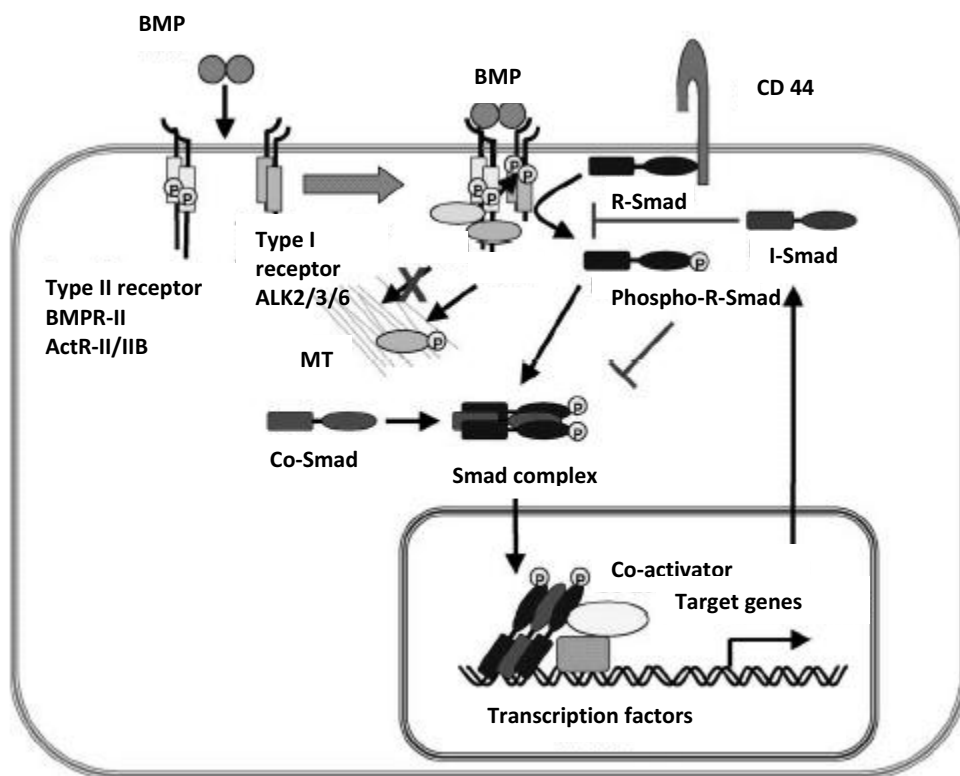 BMP
BMP
CD 44
P
P
P
P
P
P
R-Smad
I-Smad
Type I
receptor
ALK2/3/6
Type II receptor
BMPR-II
ActR-II/IIB
P
Phospho-R-Smad
X
P
MT
P
P
Co-Smad
Smad complex
P
P
Co-activator
Target genes
Transcription factors